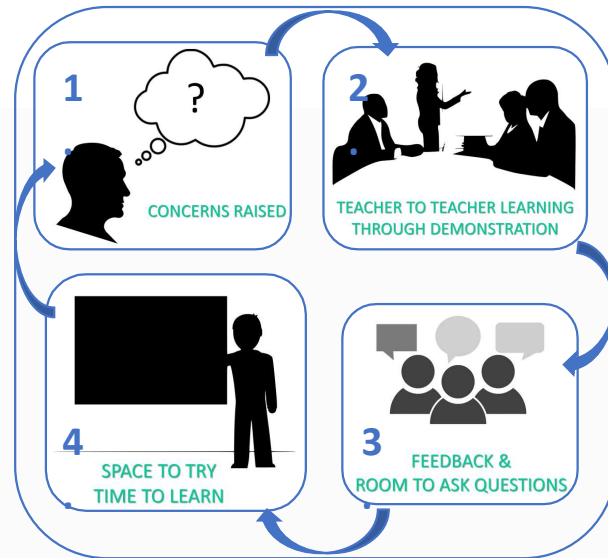 1
?
CONCERNS RAISED
2
TEACHER TO TEACHER LEARNING
THROUGH DEMONSTRATION
3
FEEDBACK &
ROOM TO ASK QUESTIONS
4
SPACE TO TRY
TIME TO LEARN